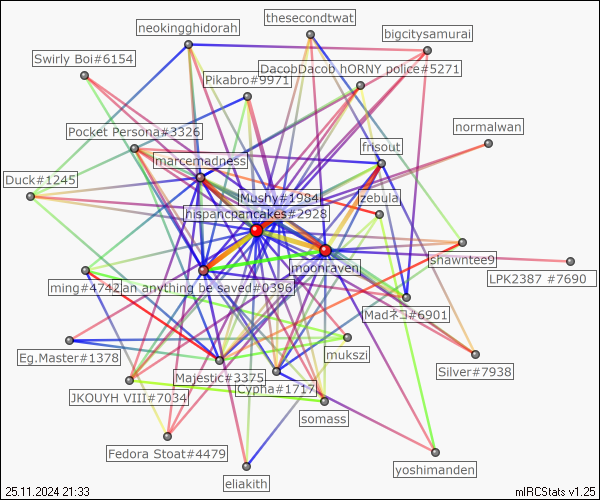 thesecondtwat
neokingghidorah
bigcitysamurai
Swirly Boi#6154
DacobDacob hORNY police#5271
Pikabro#9971
normalwan
Pocket Persona#3326
frisout
marcemadness
Duck#1245
Mushy#1984
zebula
hispancpancakes#2928
shawntee9
moonraven
LPK2387 #7690
ming#4742
an anything be saved#0396
Madネコ#6901
Eg.Master#1378
mukszi
Majestic#3375
Silver#7938
Cypha#1717
JKOUYH VIII#7034
somass
Fedora Stoat#4479
yoshimanden
eliakith
25.11.2024 21:33
mIRCStats v1.25